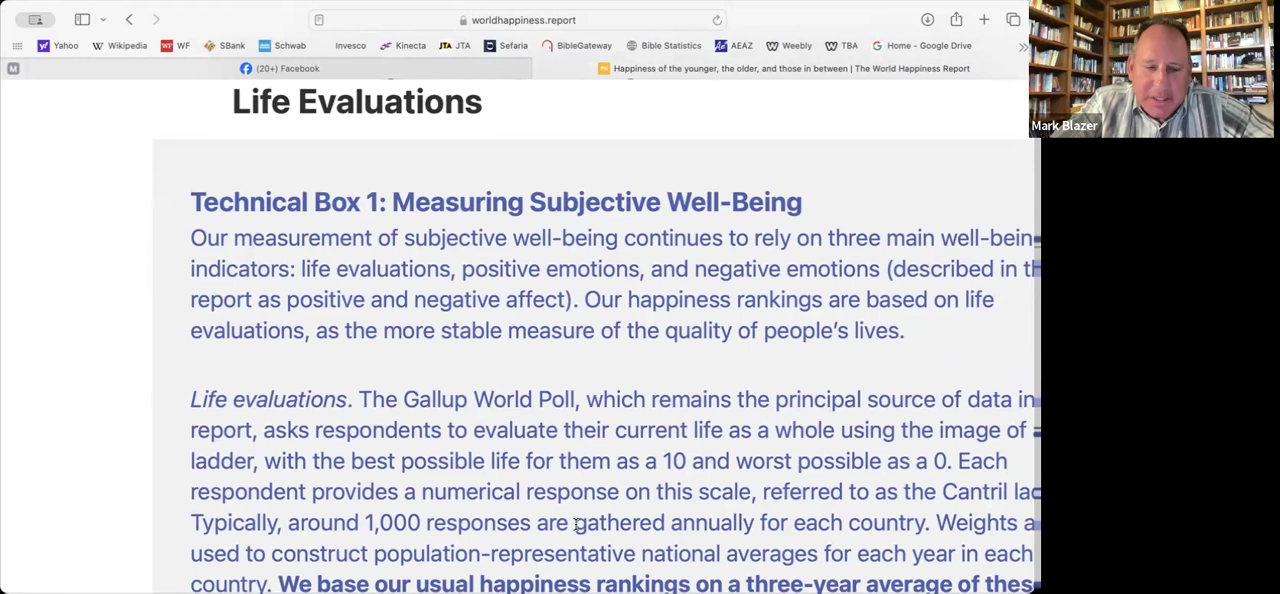 worldhappiness.report
Yahoo
Wikipedia
WF WF
SBank
Schwab
Invesco
Kinecta
JTA JTA
Sefaria
BibleGateway
Bible Statistics
AEAZ
Weebly
TBA
Home - Google Drive
M
(20+) Facebook
Happiness of the younger, the older, and those in between | The World Happiness Report
Mark Blazer
Life Evaluations
Technical Box 1: Measuring Subjective Well-Being
Our measurement of subjective well-being continues to rely on three main well-bein
indicators: life evaluations, positive emotions, and negative emotions (described in th
report as positive and negative affect). Our happiness rankings are based on life
evaluations, as the more stable measure of the quality of people's lives.
Life evaluations. The Gallup World Poll, which remains the principal source of data in
report, asks respondents to evaluate their current life as a whole using the image of
ladder, with the best possible life for them as a 10 and worst possible as a 0. Each
respondent provides a numerical response on this scale, referred to as the Cantril lad
Typically, around 1,000 responses are gathered annually for each country. Weights a
used to construct population-representative national averages for each year in each
country. We base our usual happiness rankings on a three-year average of thes